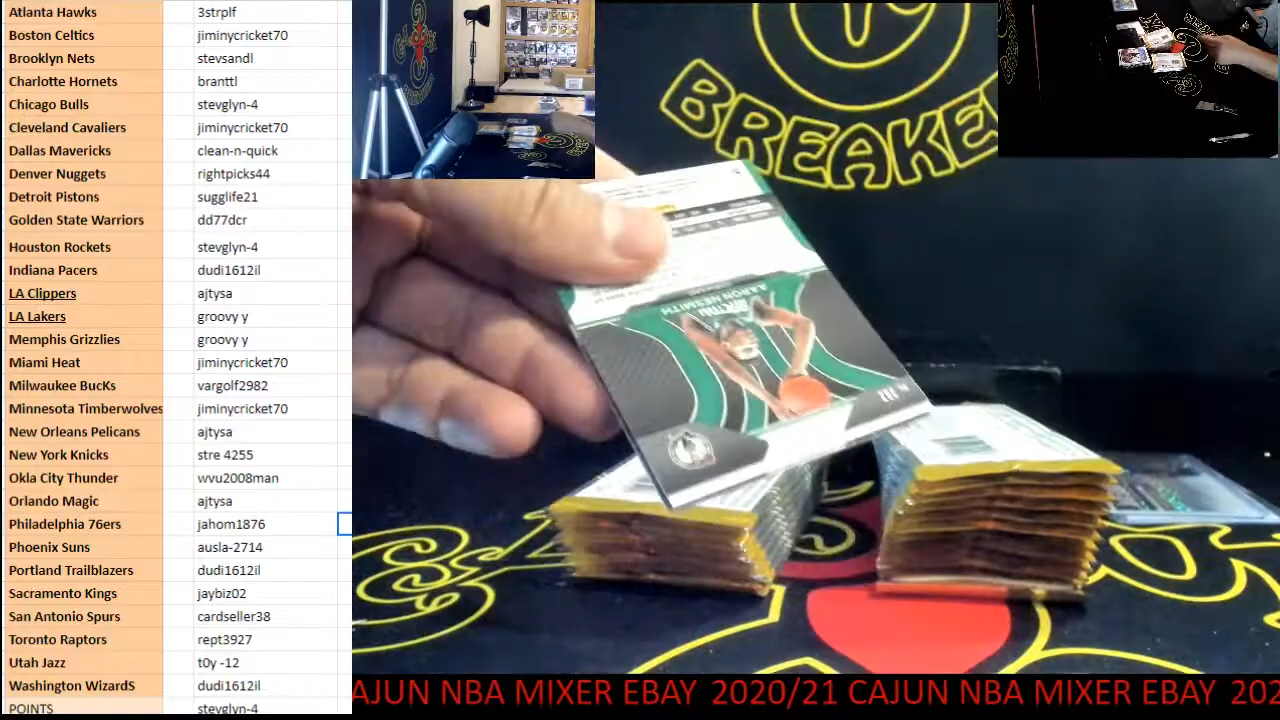 Atlanta Hawks 3strplf
Boston Celtics jiminycricket70
Brooklyn Nets stevsandl
Charlotte Hornets branttl
Chicago Bulls stevglyn-4
Cleveland Cavaliers jiminycricket70
Dallas Mavericks clean-n-quick
Denver Nuggets rightpicks44
Detroit Pistons sugglife21
Golden State Warriors dd77dcr
Houston Rockets stevglyn-4
Indiana Pacers dudi1612il
LA Clippers ajtysa
LA Lakers groovy y
Memphis Grizzlies groovy y
Miami Heat jiminycricket70
Milwaukee BucKs vargolf2982
Minnesota Timberwolves jiminycricket70
New Orleans Pelicans ajtysa
New York Knicks stre 4255
Okla City Thunder wvu2008man
Orlando Magic ajtysa
Philadelphia 76ers jahom1876
Phoenix Suns ausla-2714
Portland Trailblazers dudi1612il
Sacramento Kings jaybiz02
San Antonio Spurs cardseller38
Toronto Raptors rept3927
Utah Jazz t0y -12
Washington WizardS dudi1612il
POINTS stevglyn-4
BREAKE
AARON NESMITH
AJUN NBA MIXER EBAY 2020/21 CAJUN NBA MIXER EBAY 202